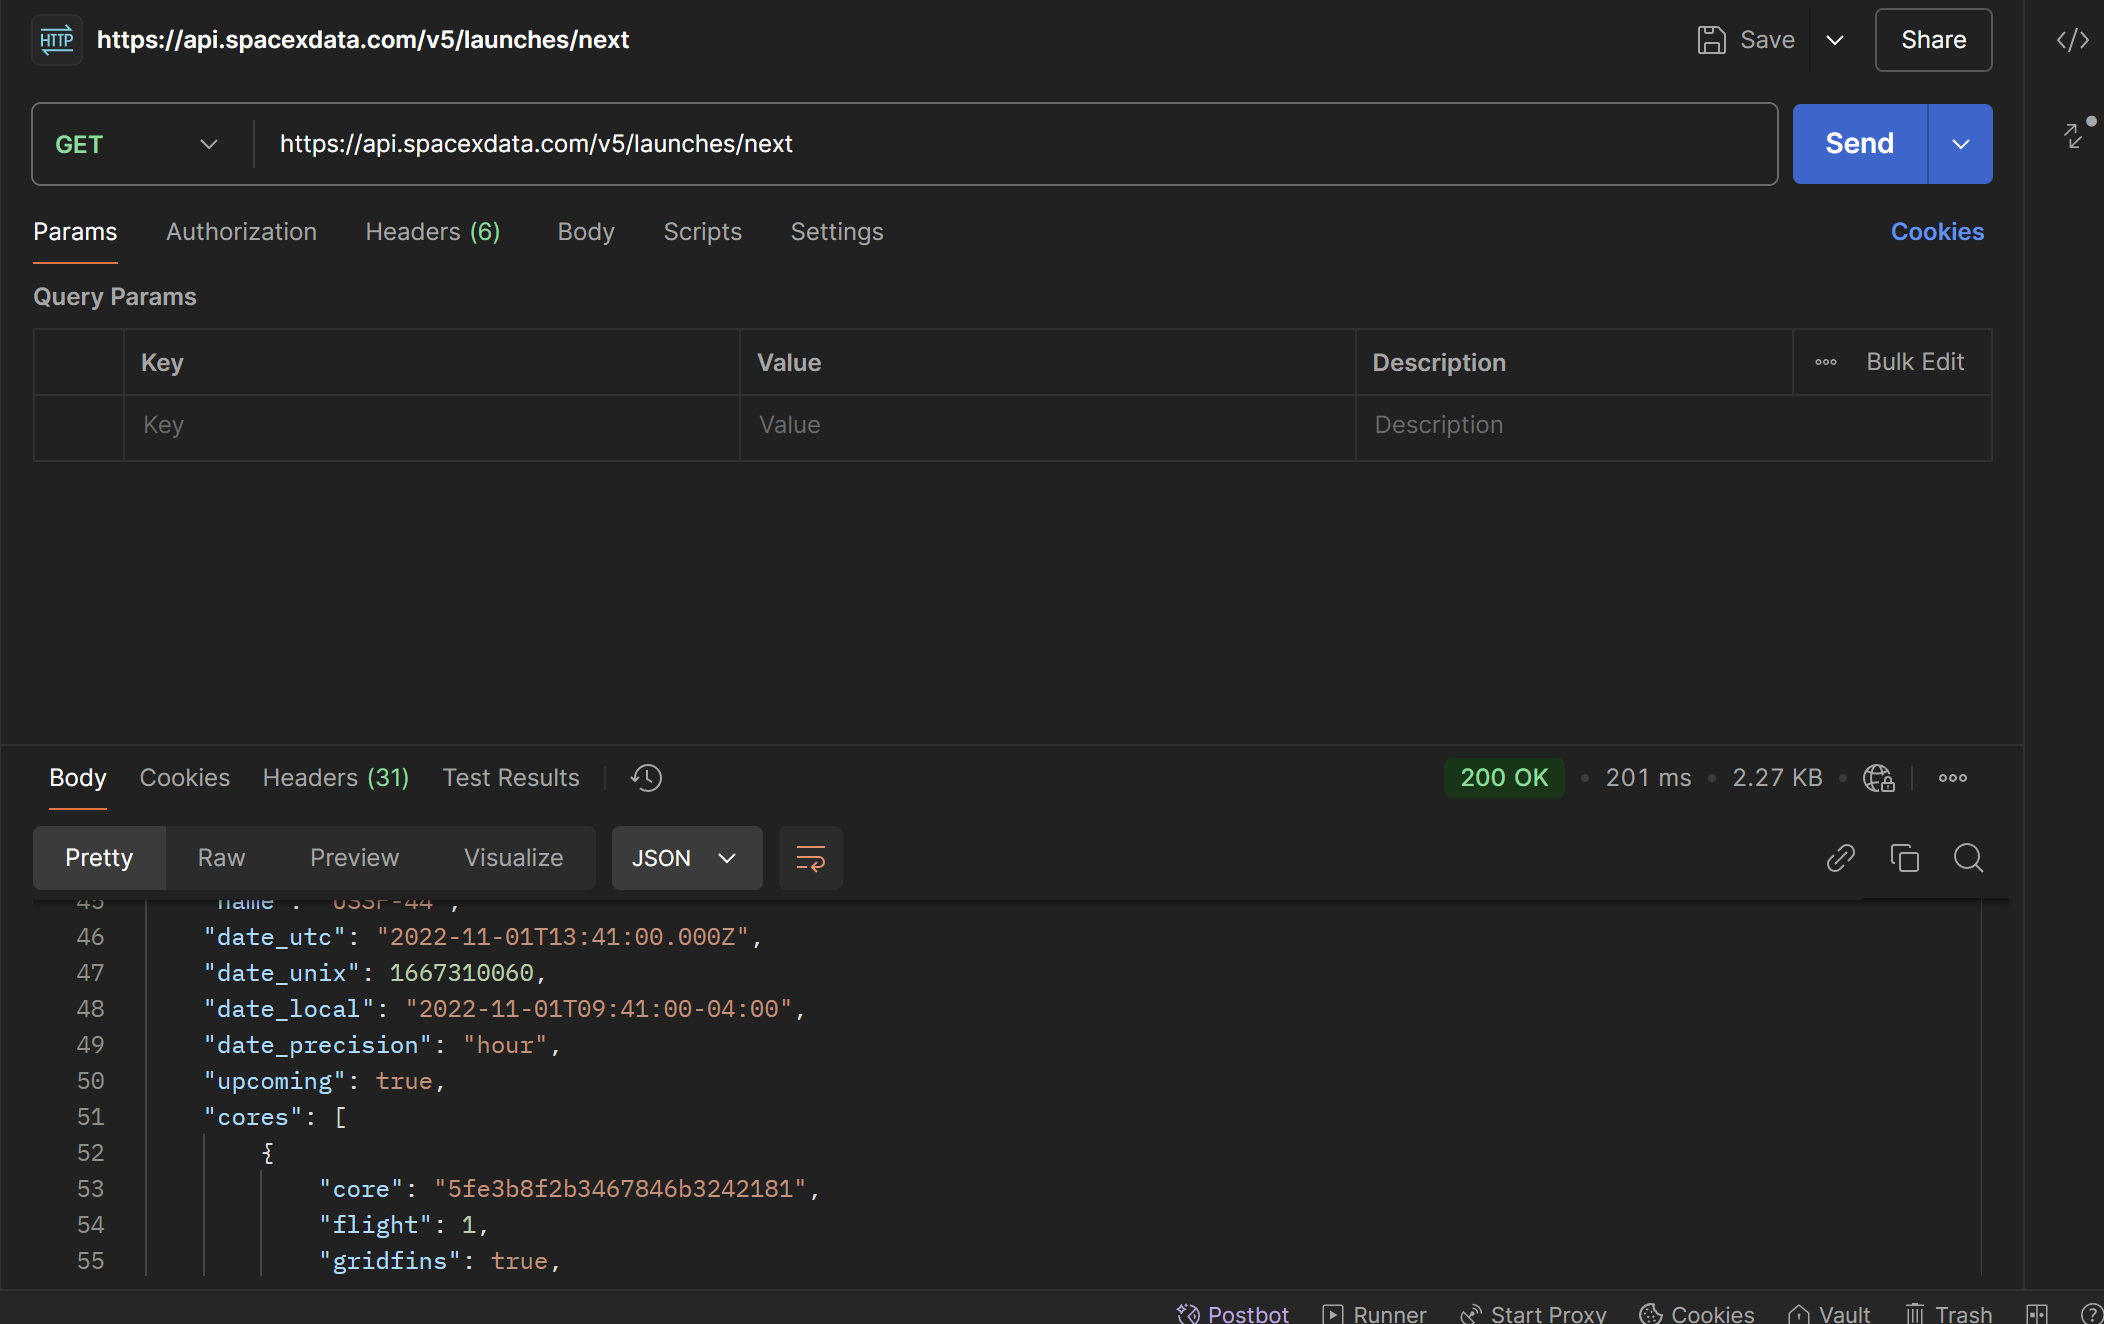 HTTP https://api.spacexdata.com/v5/launches/next Save Share
GET https://api.spacexdata.com/v5/launches/next Send
Params Authorization Headers (6) Body Scripts Settings Cookies
Query Params
Key Value Description Bulk Edit
Key Value Description
Body Cookies Headers (31) Test Results 200 OK • 201 ms • 2.27 KB •
Pretty Raw Preview Visualize JSON
45 "name": "USSF-44",
46 "date_utc": "2022-11-01T13:41:00.000Z",
47 "date_unix": 1667310060,
48 "date_local": "2022-11-01T09:41:00-04:00",
49 "date_precision": "hour",
50 "upcoming": true,
51 "cores": [
52 {
53 "core": "5fe3b8f2b3467846b3242181",
54 "flight": 1,
55 "gridfins": true,
Postbot Runner Start Proxy Cookies Vault Trash